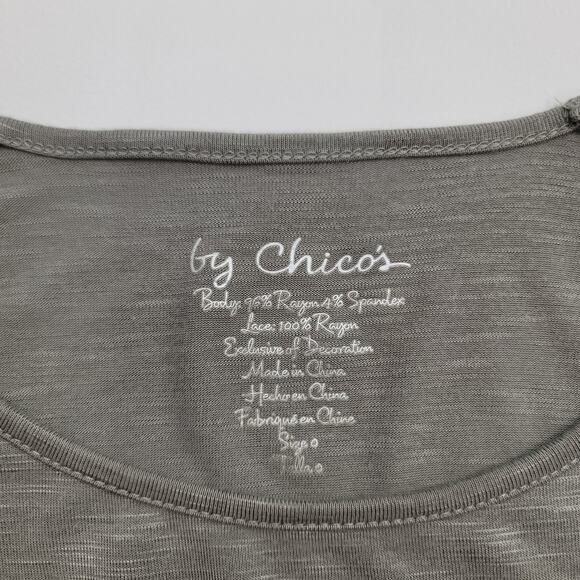 by Chico's
Body: 96% Rayon 4% Spandex
Lace: 100% Rayon
Exclusive of Decoration
Made in China
Hecho en China
Fabriqué en Chine
Size 0
Talla 0